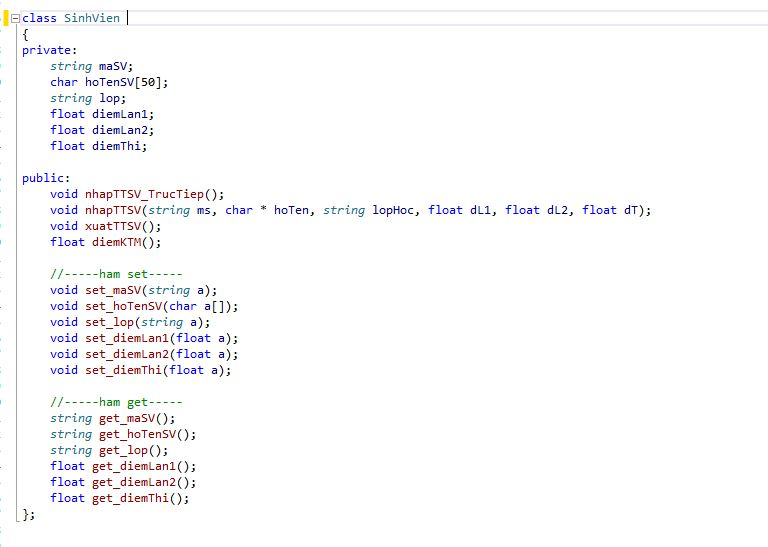 class SinhVien
{
private:
    string maSV;
    char hoTenSV[50];
    string lop;
    float diemLan1;
    float diemLan2;
    float diemThi;

public:
    void nhapTTSV_TrucTiep();
    void nhapTTSV(string ms, char * hoTen, string lopHoc, float dL1, float dL2, float dT);
    void xuatTTSV();
    float diemKTM();

    //-----ham set-----
    void set_maSV(string a);
    void set_hoTenSV(char a[]);
    void set_lop(string a);
    void set_diemLan1(float a);
    void set_diemLan2(float a);
    void set_diemThi(float a);

    //-----ham get-----
    string get_maSV();
    string get_hoTenSV();
    string get_lop();
    float get_diemLan1();
    float get_diemLan2();
    float get_diemThi();
};